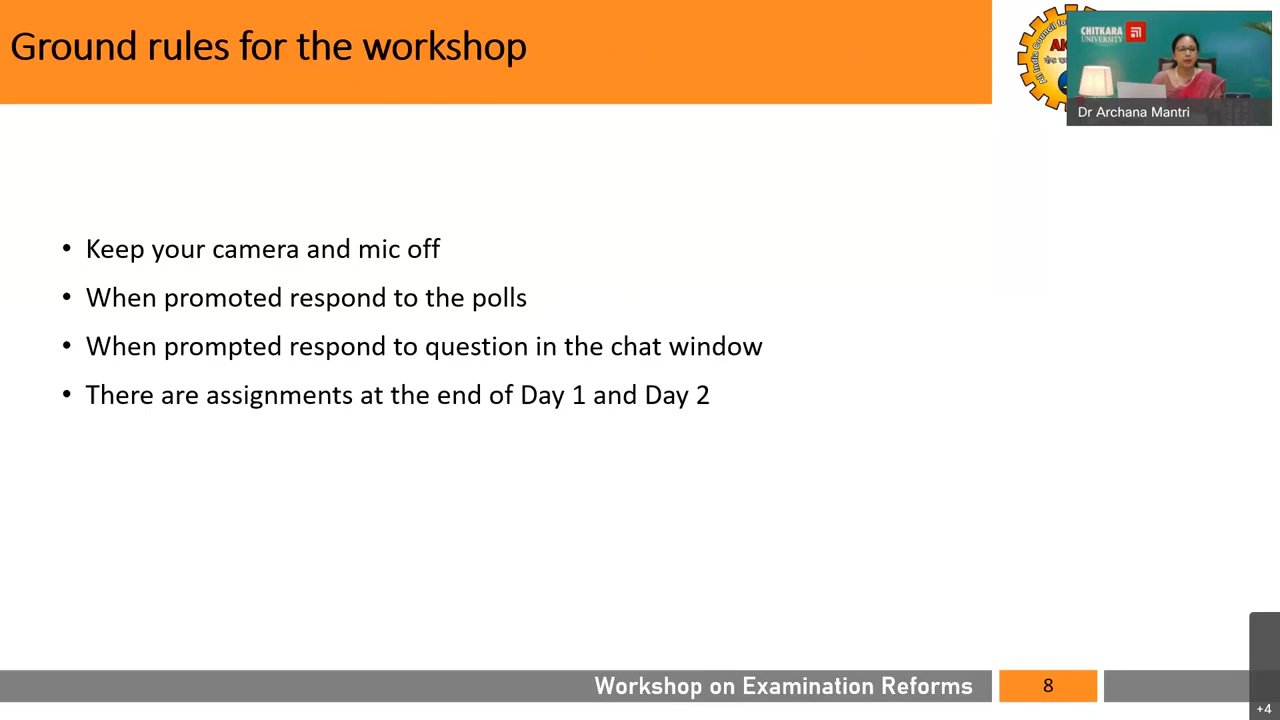 Ground rules for the workshop
CHITKARA
UNIVERSITY
Dr Archana Mantri
• Keep your camera and mic off
• When promoted respond to the polls
• When prompted respond to question in the chat window
• There are assignments at the end of Day 1 and Day 2
Workshop on Examination Reforms
8
+4